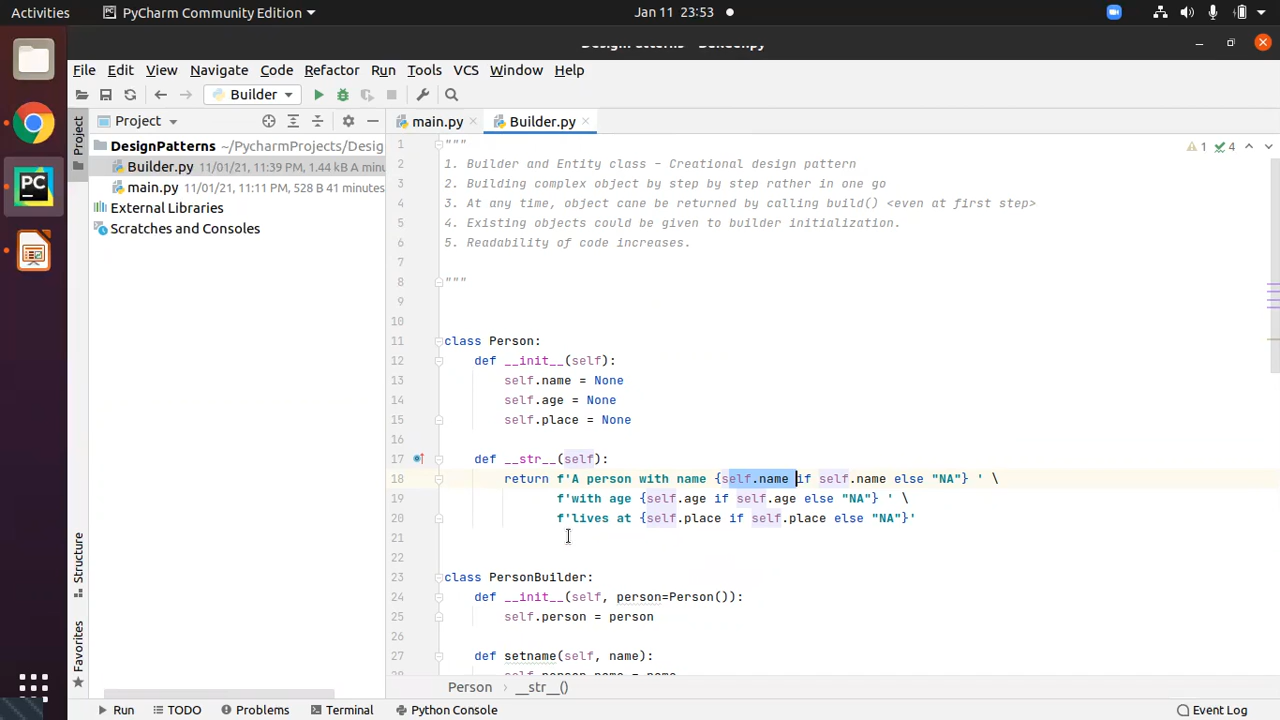 Activities PyCharm Community Edition Jan 11 23:53
File Edit View Navigate Code Refactor Run Tools VCS Window Help
Builder
Project main.py Builder.py
DesignPatterns ~/PycharmProjects/Desig
Builder.py 11/01/21, 11:39 PM, 1.44 kB A minu
main.py 11/01/21, 11:11 PM, 528 B 41 minutes
External Libraries
Scratches and Consoles
Project
Structure
Favorites
1 4
1 """
2 1. Builder and Entity class - Creational design pattern
3 2. Building complex object by step by step rather in one go
4 3. At any time, object cane be returned by calling build() <even at first step>
5 4. Existing objects could be given to builder initialization.
6 5. Readability of code increases.
7
8 """
9
10
11 class Person:
12 def __init__(self):
13 self.name = None
14 self.age = None
15 self.place = None
16
17 def __str__(self):
18 return f'A person with name {self.name if self.name else "NA"} ' \
19 f'with age {self.age if self.age else "NA"} ' \
20 f'lives at {self.place if self.place else "NA"}'
21
22
23 class PersonBuilder:
24 def __init__(self, person=Person()):
25 self.person = person
26
27 def setname(self, name):
28 self.person.name = name
Person __str__()
Run TODO Problems Terminal Python Console Event Log